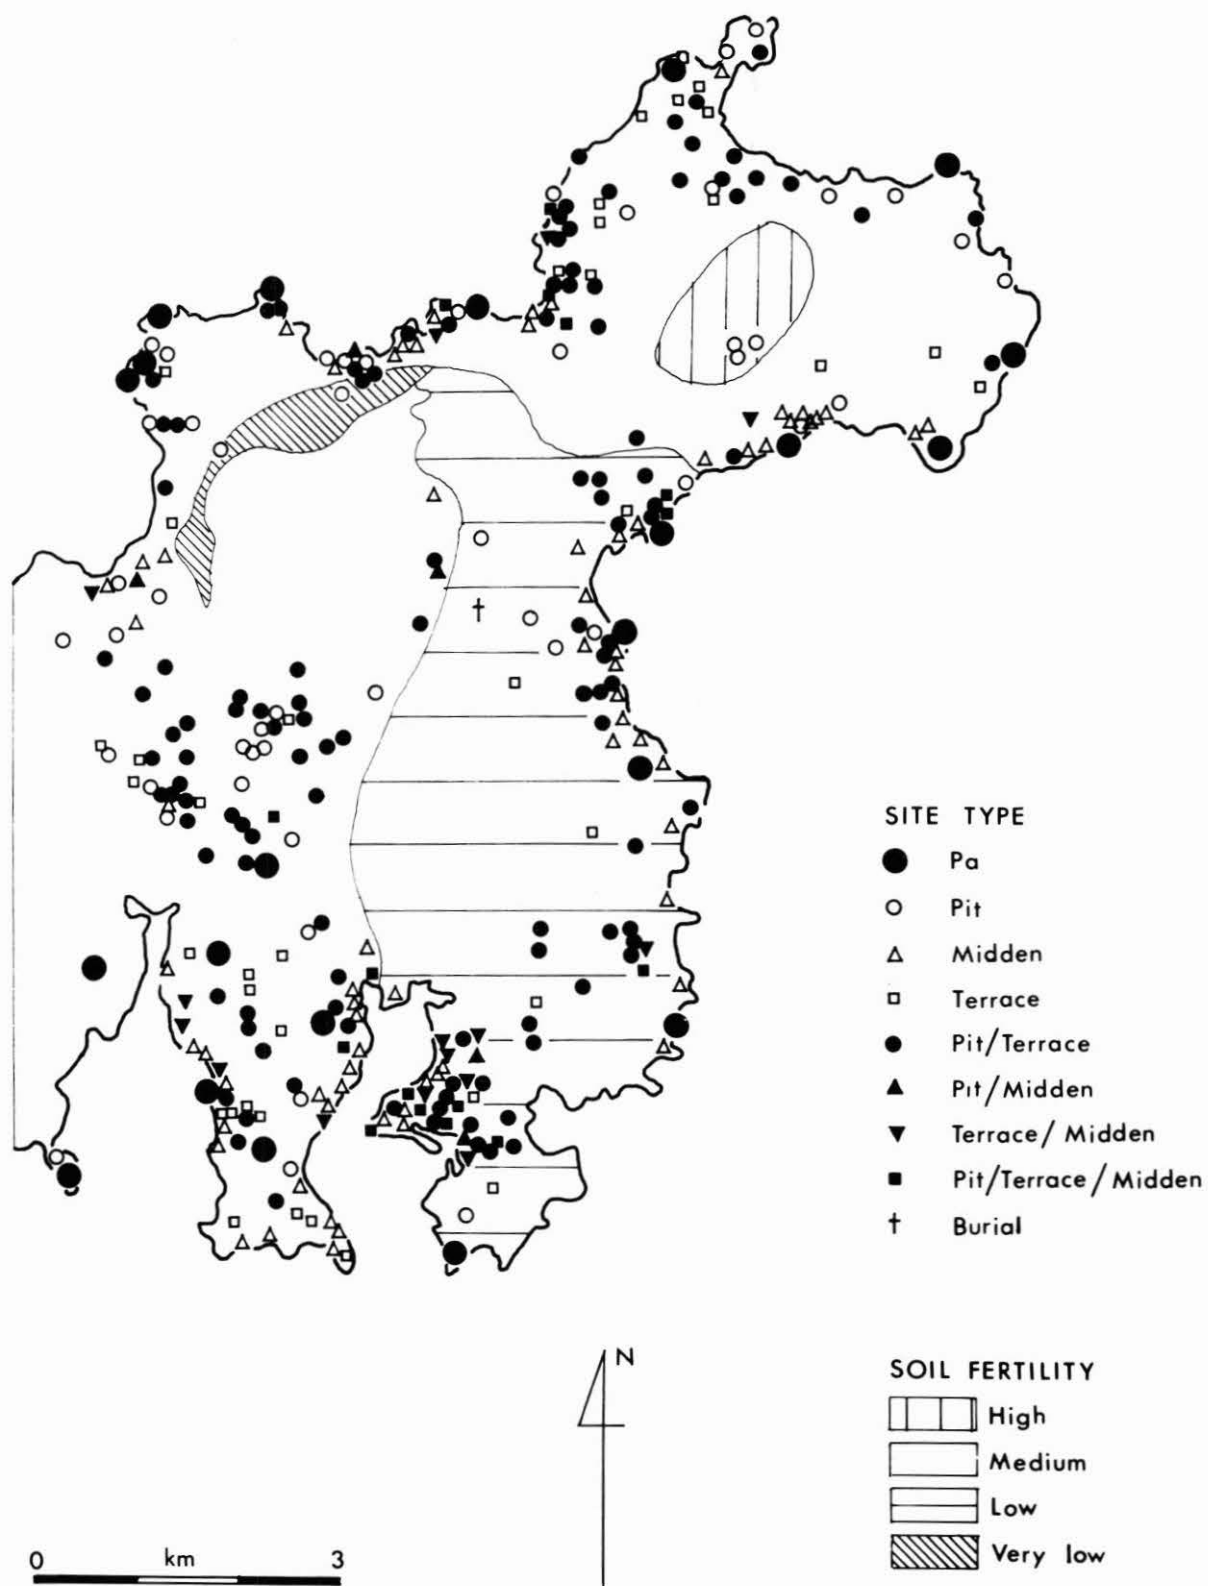 SITE TYPE
Pa
Pit
Midden
Terrace
Pit/Terrace
Pit/Midden
Terrace/Midden
Pit/Terrace/Midden
Burial
N
SOIL FERTILITY
High
Medium
Low
Very low
0 km 3